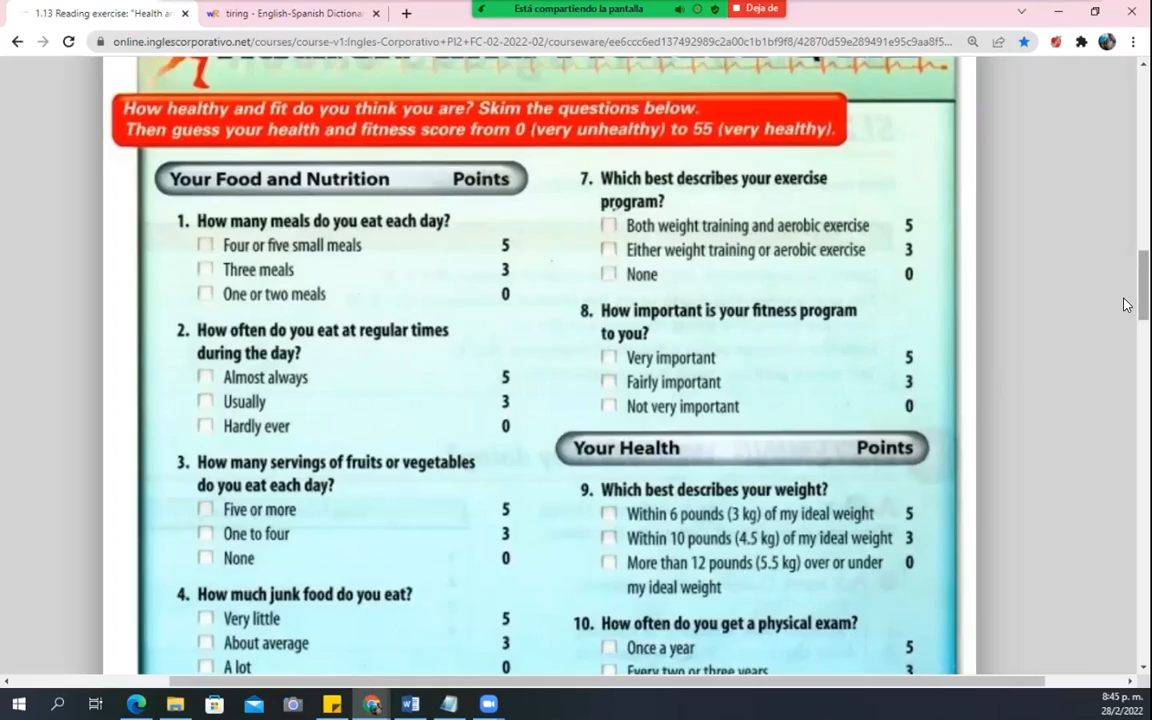 1.13 Reading exercise: "Health a
tiring - English-Spanish Dictiona
Está compartiendo la pantalla
Deja de
online.inglescorporativo.net/courses/course-v1:Ingles-Corporativo+PI2+FC-02-2022-02/courseware/ee6ccc6ed137492989c2a00c1b1bf9f8/42870d59e289491e95c9aa8f5...
How healthy and fit do you think you are? Skim the questions below.
Then guess your health and fitness score from 0 (very unhealthy) to 55 (very healthy).
Your Food and Nutrition Points
1. How many meals do you eat each day?
Four or five small meals 5
Three meals 3
One or two meals 0
2. How often do you eat at regular times
during the day?
Almost always 5
Usually 3
Hardly ever 0
3. How many servings of fruits or vegetables
do you eat each day?
Five or more 5
One to four 3
None 0
4. How much junk food do you eat?
Very little 5
About average 3
A lot 0
7. Which best describes your exercise
program?
Both weight training and aerobic exercise 5
Either weight training or aerobic exercise 3
None 0
8. How important is your fitness program
to you?
Very important 5
Fairly important 3
Not very important 0
Your Health Points
9. Which best describes your weight?
Within 6 pounds (3 kg) of my ideal weight 5
Within 10 pounds (4.5 kg) of my ideal weight 3
More than 12 pounds (5.5 kg) over or under 0
my ideal weight
10. How often do you get a physical exam?
Once a year 5
Every two or three years 3
8:45 p. m.
28/2/2022